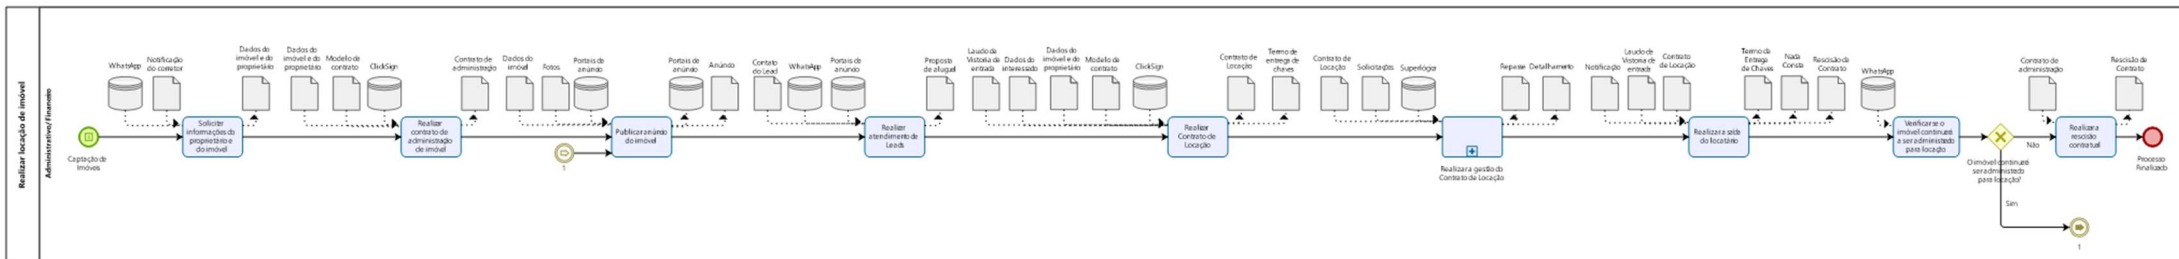 Realizar locação de imóvel
Administrativo/Financeiro
Captação de
Imóveis
WhatsApp
Notificação
do corretor
Solicitar
informações do
proprietário e
do imóvel
Dados do
imóvel e do
proprietário
Dados do
imóvel e do
proprietário
Modelo de
contrato
ClickSign
Realizar
contrato de
administração
de imóvel
Contrato de
administração
Dados do
imóvel
Fotos
Portais de
anúncio
1
Publicar anúncio
do imóvel
Portais de
anúncio
Anúncio
Contato
do Lead
WhatsApp
Portais de
anúncio
Realizar
atendimento de
Leads
Proposta
de aluguel
Laudo de
Vistoria de
entrada
Dados do
interessado
Dados do
imóvel e do
proprietário
Modelo de
contrato
ClickSign
Realizar
Contrato de
Locação
Contrato de
Locação
Termo de
entrega de
chaves
Contrato de
Locação
Solicitações
Superlógica
Realizar a gestão do
Contrato de Locação
Repasse
Detalhamento
Notificação
Laudo de
Vistoria de
entrada
Contrato
de Locação
Realizar a saída
do locatário
Termo de
Entrega
de Chaves
Nada
Consta
Rescisão de
Contrato
WhatsApp
Verificar se o
imóvel continuará
a ser administrado
para locação
O imóvel continuará
ser administrado
para locação?
Não
Sim
1
Contrato de
administração
Realizar a
rescisão
contratual
Rescisão de
Contrato
Processo
Finalizado